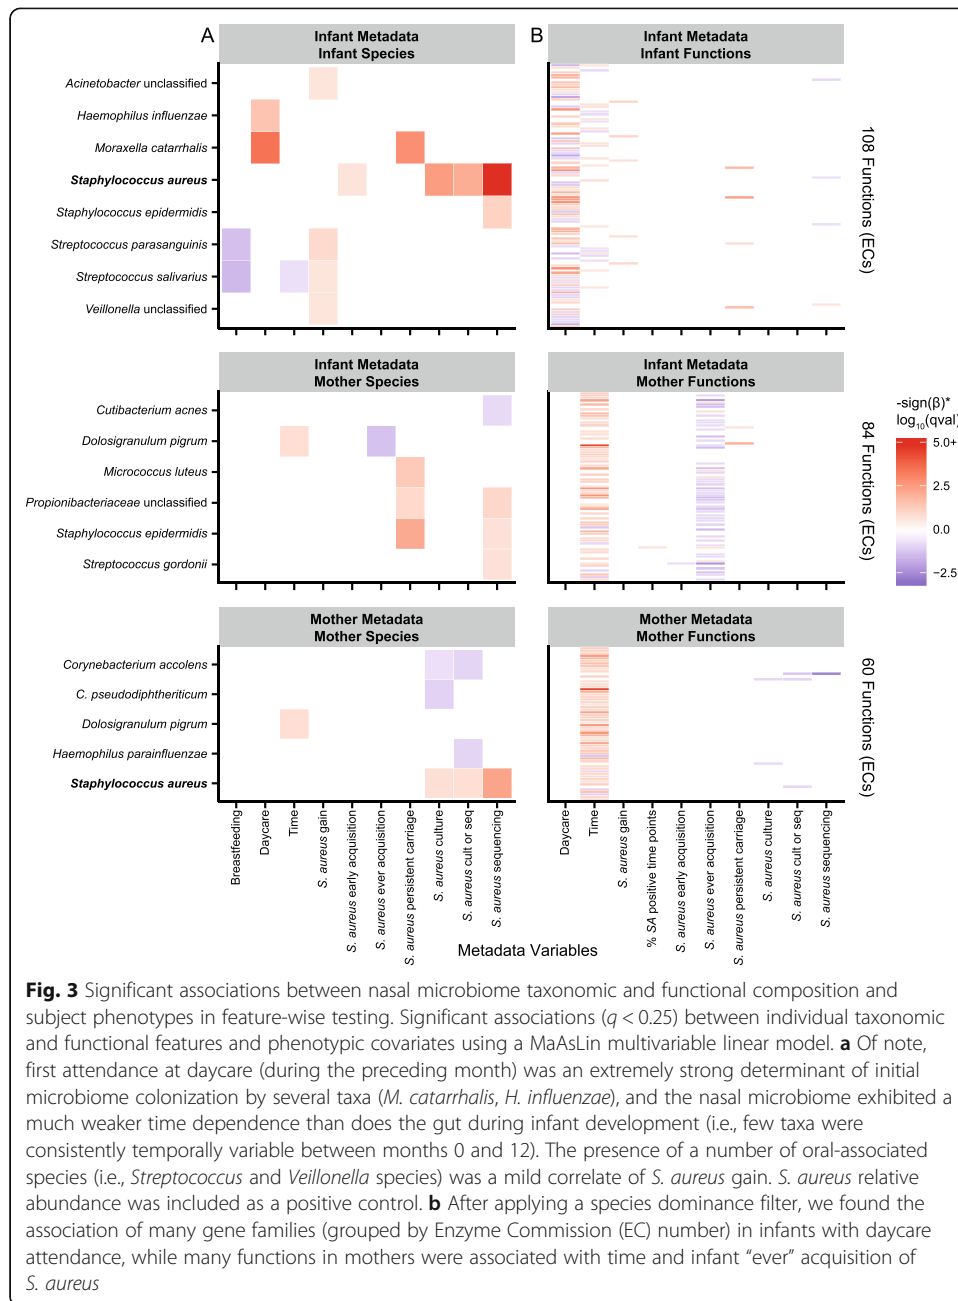 A
Infant Metadata
Infant Species
Acinetobacter unclassified
Haemophilus influenzae
Moraxella catarrhalis
Staphylococcus aureus
Staphylococcus epidermidis
Streptococcus parasanguinis
Streptococcus salivarius
Veillonella unclassified
B
Infant Metadata
Infant Functions
108 Functions (ECs)
Infant Metadata
Mother Species
Cutibacterium acnes
Dolosigranulum pigrum
Micrococcus luteus
Propionibacteriaceae unclassified
Staphylococcus epidermidis
Streptococcus gordonii
Infant Metadata
Mother Functions
84 Functions (ECs)
-sign(β)*
log10(qval)
5.0+
2.5
0.0
−2.5
Mother Metadata
Mother Species
Corynebacterium accolens
C. pseudodiphtheriticum
Dolosigranulum pigrum
Haemophilus parainfluenzae
Staphylococcus aureus
Mother Metadata
Mother Functions
60 Functions (ECs)
Breastfeeding
Daycare
Time
S. aureus gain
S. aureus early acquisition
S. aureus ever acquisition
S. aureus persistent carriage
S. aureus culture
S. aureus cult or seq
S. aureus sequencing
Daycare
Time
S. aureus gain
% SA positive time points
S. aureus early acquisition
S. aureus ever acquisition
S. aureus persistent carriage
S. aureus culture
S. aureus cult or seq
S. aureus sequencing
Metadata Variables
Fig. 3 Significant associations between nasal microbiome taxonomic and functional composition and
subject phenotypes in feature-wise testing. Significant associations (q < 0.25) between individual taxonomic
and functional features and phenotypic covariates using a MaAsLin multivariable linear model. a Of note,
first attendance at daycare (during the preceding month) was an extremely strong determinant of initial
microbiome colonization by several taxa (M. catarrhalis, H. influenzae), and the nasal microbiome exhibited a
much weaker time dependence than does the gut during infant development (i.e., few taxa were
consistently temporally variable between months 0 and 12). The presence of a number of oral-associated
species (i.e., Streptococcus and Veillonella species) was a mild correlate of S. aureus gain. S. aureus relative
abundance was included as a positive control. b After applying a species dominance filter, we found the
association of many gene families (grouped by Enzyme Commission (EC) number) in infants with daycare
attendance, while many functions in mothers were associated with time and infant “ever” acquisition of
S. aureus